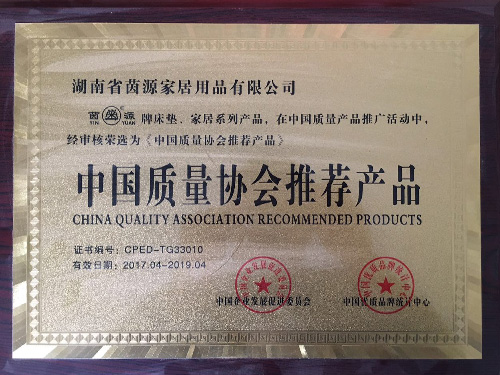 湖南省茵源家居用品有限公司
茵 源 牌床垫、家居系列产品,在中国质量产品推广活动中,
YIN YUAN
经审核荣选为《中国质量协会推荐产品》
中国质量协会推荐产品
CHINA QUALITY ASSOCIATION RECOMMENDED PRODUCTS
证书编号:CPED-TG33010
有效日期:2017.04-2019.04
中国企业发展促进委员会
中国优质品牌统计中心